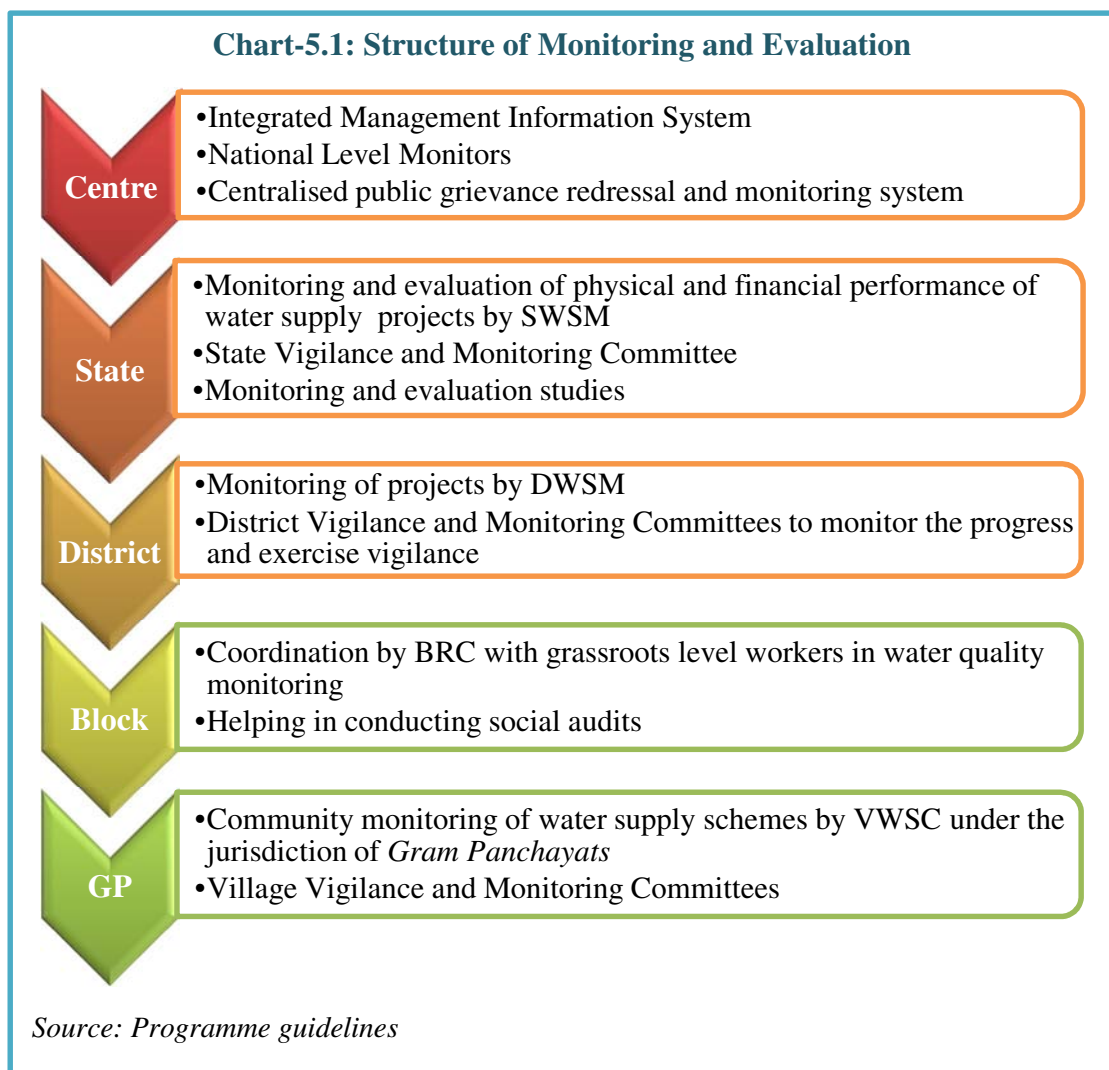 Chart-5.1: Structure of Monitoring and Evaluation
Centre
•Integrated Management Information System
•National Level Monitors
•Centralised public grievance redressal and monitoring system
State
•Monitoring and evaluation of physical and financial performance of
water supply projects by SWSM
•State Vigilance and Monitoring Committee
•Monitoring and evaluation studies
District
•Monitoring of projects by DWSM
•District Vigilance and Monitoring Committees to monitor the progress
and exercise vigilance
Block
•Coordination by BRC with grassroots level workers in water quality
monitoring
•Helping in conducting social audits
GP
•Community monitoring of water supply schemes by VWSC under the
jurisdiction of Gram Panchayats
•Village Vigilance and Monitoring Committees
Source: Programme guidelines